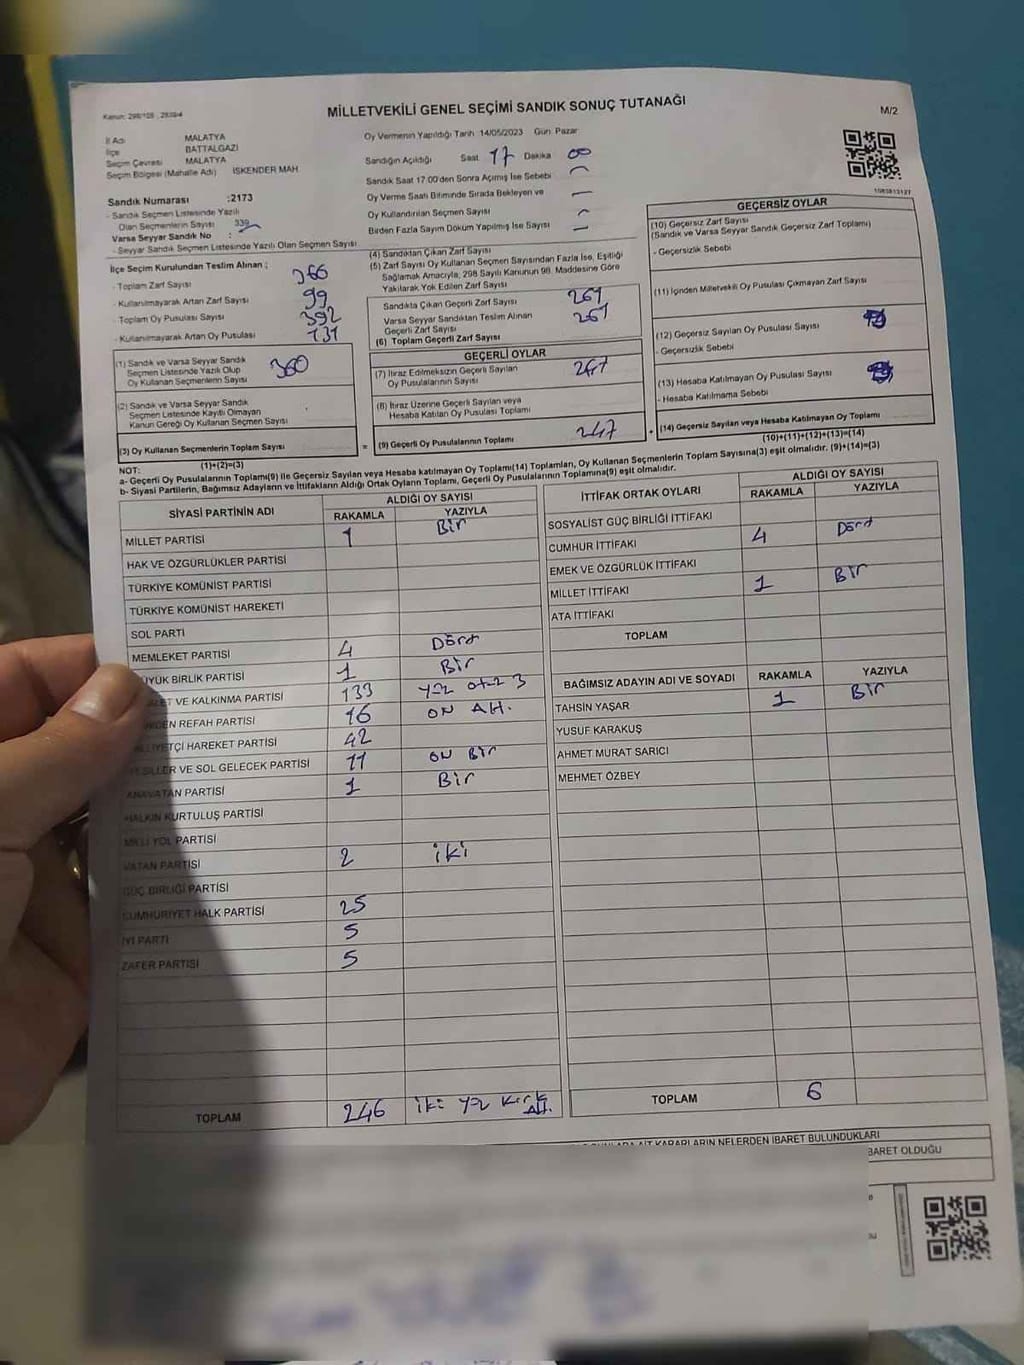 Kanun: 298/105 , 2839/4
MİLLETVEKİLİ GENEL SEÇİMİ SANDIK SONUÇ TUTANAĞI
M/2
İl Adı MALATYA
İlçe BATTALGAZİ
Seçim Çevresi MALATYA
Seçim Bölgesi (Mahalle Adı) İSKENDER MAH
Oy Vermenin Yapıldığı Tarih 14/05/2023 Gün Pazar
Sandığın Açıldığı Saat 17 Dakika 00
Sandık Saat 17.00'den Sonra Açımış İse Sebebi
Oy Verme Saati Bitiminde Sırada Bekleyen ve
Oy Kullandırılan Seçmen Sayısı
Birden Fazla Sayım Döküm Yapılmış İse Sayısı
Sandık Numarası :2173
- Sandık Seçmen Listesinde Yazılı
Olan Seçmenlerin Sayısı 339
Varsa Seyyar Sandık No :
- Seyyar Sandık Seçmen Listesinde Yazılı Olan Seçmen Sayısı
İlçe Seçim Kurulundan Teslim Alınan ;
- Toplam Zarf Sayısı 366
- Kullanılmayarak Artan Zarf Sayısı 99
- Toplam Oy Pusulası Sayısı 392
- Kullanılmayarak Artan Oy Pusulası 131
(1) Sandık ve Varsa Seyyar Sandık
Seçmen Listesinde Yazılı Olup
Oy Kullanan Seçmenlerin Sayısı 360
(2) Sandık ve Varsa Seyyar Sandık
Seçmen Listesinde Kayıtlı Olmayan
Kanun Gereği Oy Kullanan Seçmen Sayısı
(3) Oy Kullanan Seçmenlerin Toplam Sayısı
(1)+(2)=(3)
(4) Sandıktan Çıkan Zarf Sayısı
(5) Zarf Sayısı Oy Kullanan Seçmen Sayısından Fazla İse, Eşitliği
Sağlamak Amacıyla, 298 Sayılı Kanunun 98. Maddesine Göre
Yakılarak Yok Edilen Zarf Sayısı
Sandıkta Çıkan Geçerli Zarf Sayısı 261
Varsa Seyyar Sandıktan Teslim Alınan
Geçerli Zarf Sayısı 261
(6) Toplam Geçerli Zarf Sayısı
GEÇERLİ OYLAR
(7) İtiraz Edilmeksizin Geçerli Sayılan
Oy Pusulalarının Sayısı 247
(8) İtiraz Üzerine Geçerli Sayılan veya
Hesaba Katılan Oy Pusulası Toplamı
= (9) Geçerli Oy Pusulalarının Toplamı 247
GEÇERSİZ OYLAR
(10) Geçersiz Zarf Sayısı
(Sandık ve Varsa Seyyar Sandık Geçersiz Zarf Toplamı)
- Geçersizlik Sebebi
(11) İçinden Milletvekili Oy Pusulası Çıkmayan Zarf Sayısı
(12) Geçersiz Sayılan Oy Pusulası Sayısı
- Geçersizlik Sebebi
(13) Hesaba Katılmayan Oy Pusulası Sayısı
- Hesaba Katılmama Sebebi
+ (14) Geçersiz Sayılan veya Hesaba Katılmayan Oy Toplamı
(10)+(11)+(12)+(13)=(14)
NOT:
a- Geçerli Oy Pusulalarının Toplamı(9) ile Geçersiz Sayılan veya Hesaba katılmayan Oy Toplamı(14) Toplamları, Oy Kullanan Seçmenlerin Toplam Sayısına(3) eşit olmalıdır. (9)+(14)=(3)
b- Siyasi Partilerin, Bağımsız Adayların ve İttifakların Aldığı Ortak Oyların Toplamı, Geçerli Oy Pusulalarının Toplamına(9) eşit olmalıdır.
SİYASİ PARTİNİN ADI ALDIĞI OY SAYISI
RAKAMLA YAZIYLA
MİLLET PARTİSİ 1 Bir
HAK VE ÖZGÜRLÜKLER PARTİSİ
TÜRKİYE KOMÜNİST PARTİSİ
TÜRKİYE KOMÜNİST HAREKETİ
SOL PARTİ
MEMLEKET PARTİSİ 4 Dört
YÜK BİRLİK PARTİSİ 1 Bir
ET VE KALKINMA PARTİSİ 133 yüz otuz 3
DEN REFAH PARTİSİ 16 ON Alt.
LİYETÇİ HAREKET PARTİSİ 42
YEŞİLLER VE SOL GELECEK PARTİSİ 11 ON Bir
ANAVATAN PARTİSİ 1 Bir
HALKIN KURTULUŞ PARTİSİ
MİLLİ YOL PARTİSİ
VATAN PARTİSİ 2 iki
GÜÇ BİRLİĞİ PARTİSİ
CUMHURİYET HALK PARTİSİ 25
İYİ PARTİ 5
ZAFER PARTİSİ 5
TOPLAM 246 iki yüz kırk Alt.
İTTİFAK ORTAK OYLARI ALDIĞI OY SAYISI
RAKAMLA YAZIYLA
SOSYALİST GÜÇ BİRLİĞİ İTTİFAKI
CUMHUR İTTİFAKI 4 Dört
EMEK VE ÖZGÜRLÜK İTTİFAKI
MİLLET İTTİFAKI 1 Bir
ATA İTTİFAKI
TOPLAM
BAĞIMSIZ ADAYIN ADI VE SOYADI RAKAMLA YAZIYLA
TAHSİN YAŞAR 1 Bir
YUSUF KARAKUŞ
AHMET MURAT SARICI
MEHMET ÖZBEY
TOPLAM 6
KARARLARIN NELERDEN İBARET BULUNDUKLARI
BARET OLDUĞU